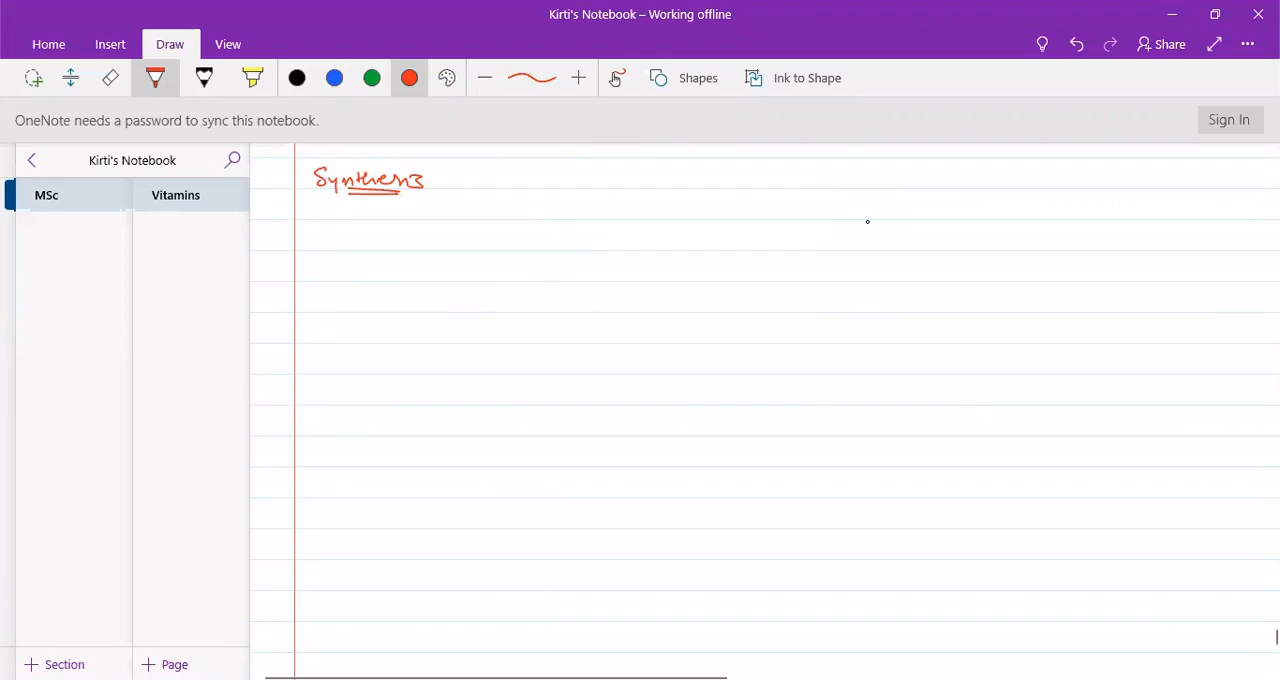 Kirti's Notebook – Working offline
Home Insert Draw View Share
Shapes Ink to Shape
OneNote needs a password to sync this notebook. Sign In
Kirti's Notebook
MSc Vitamins
Synthesis
Section Page